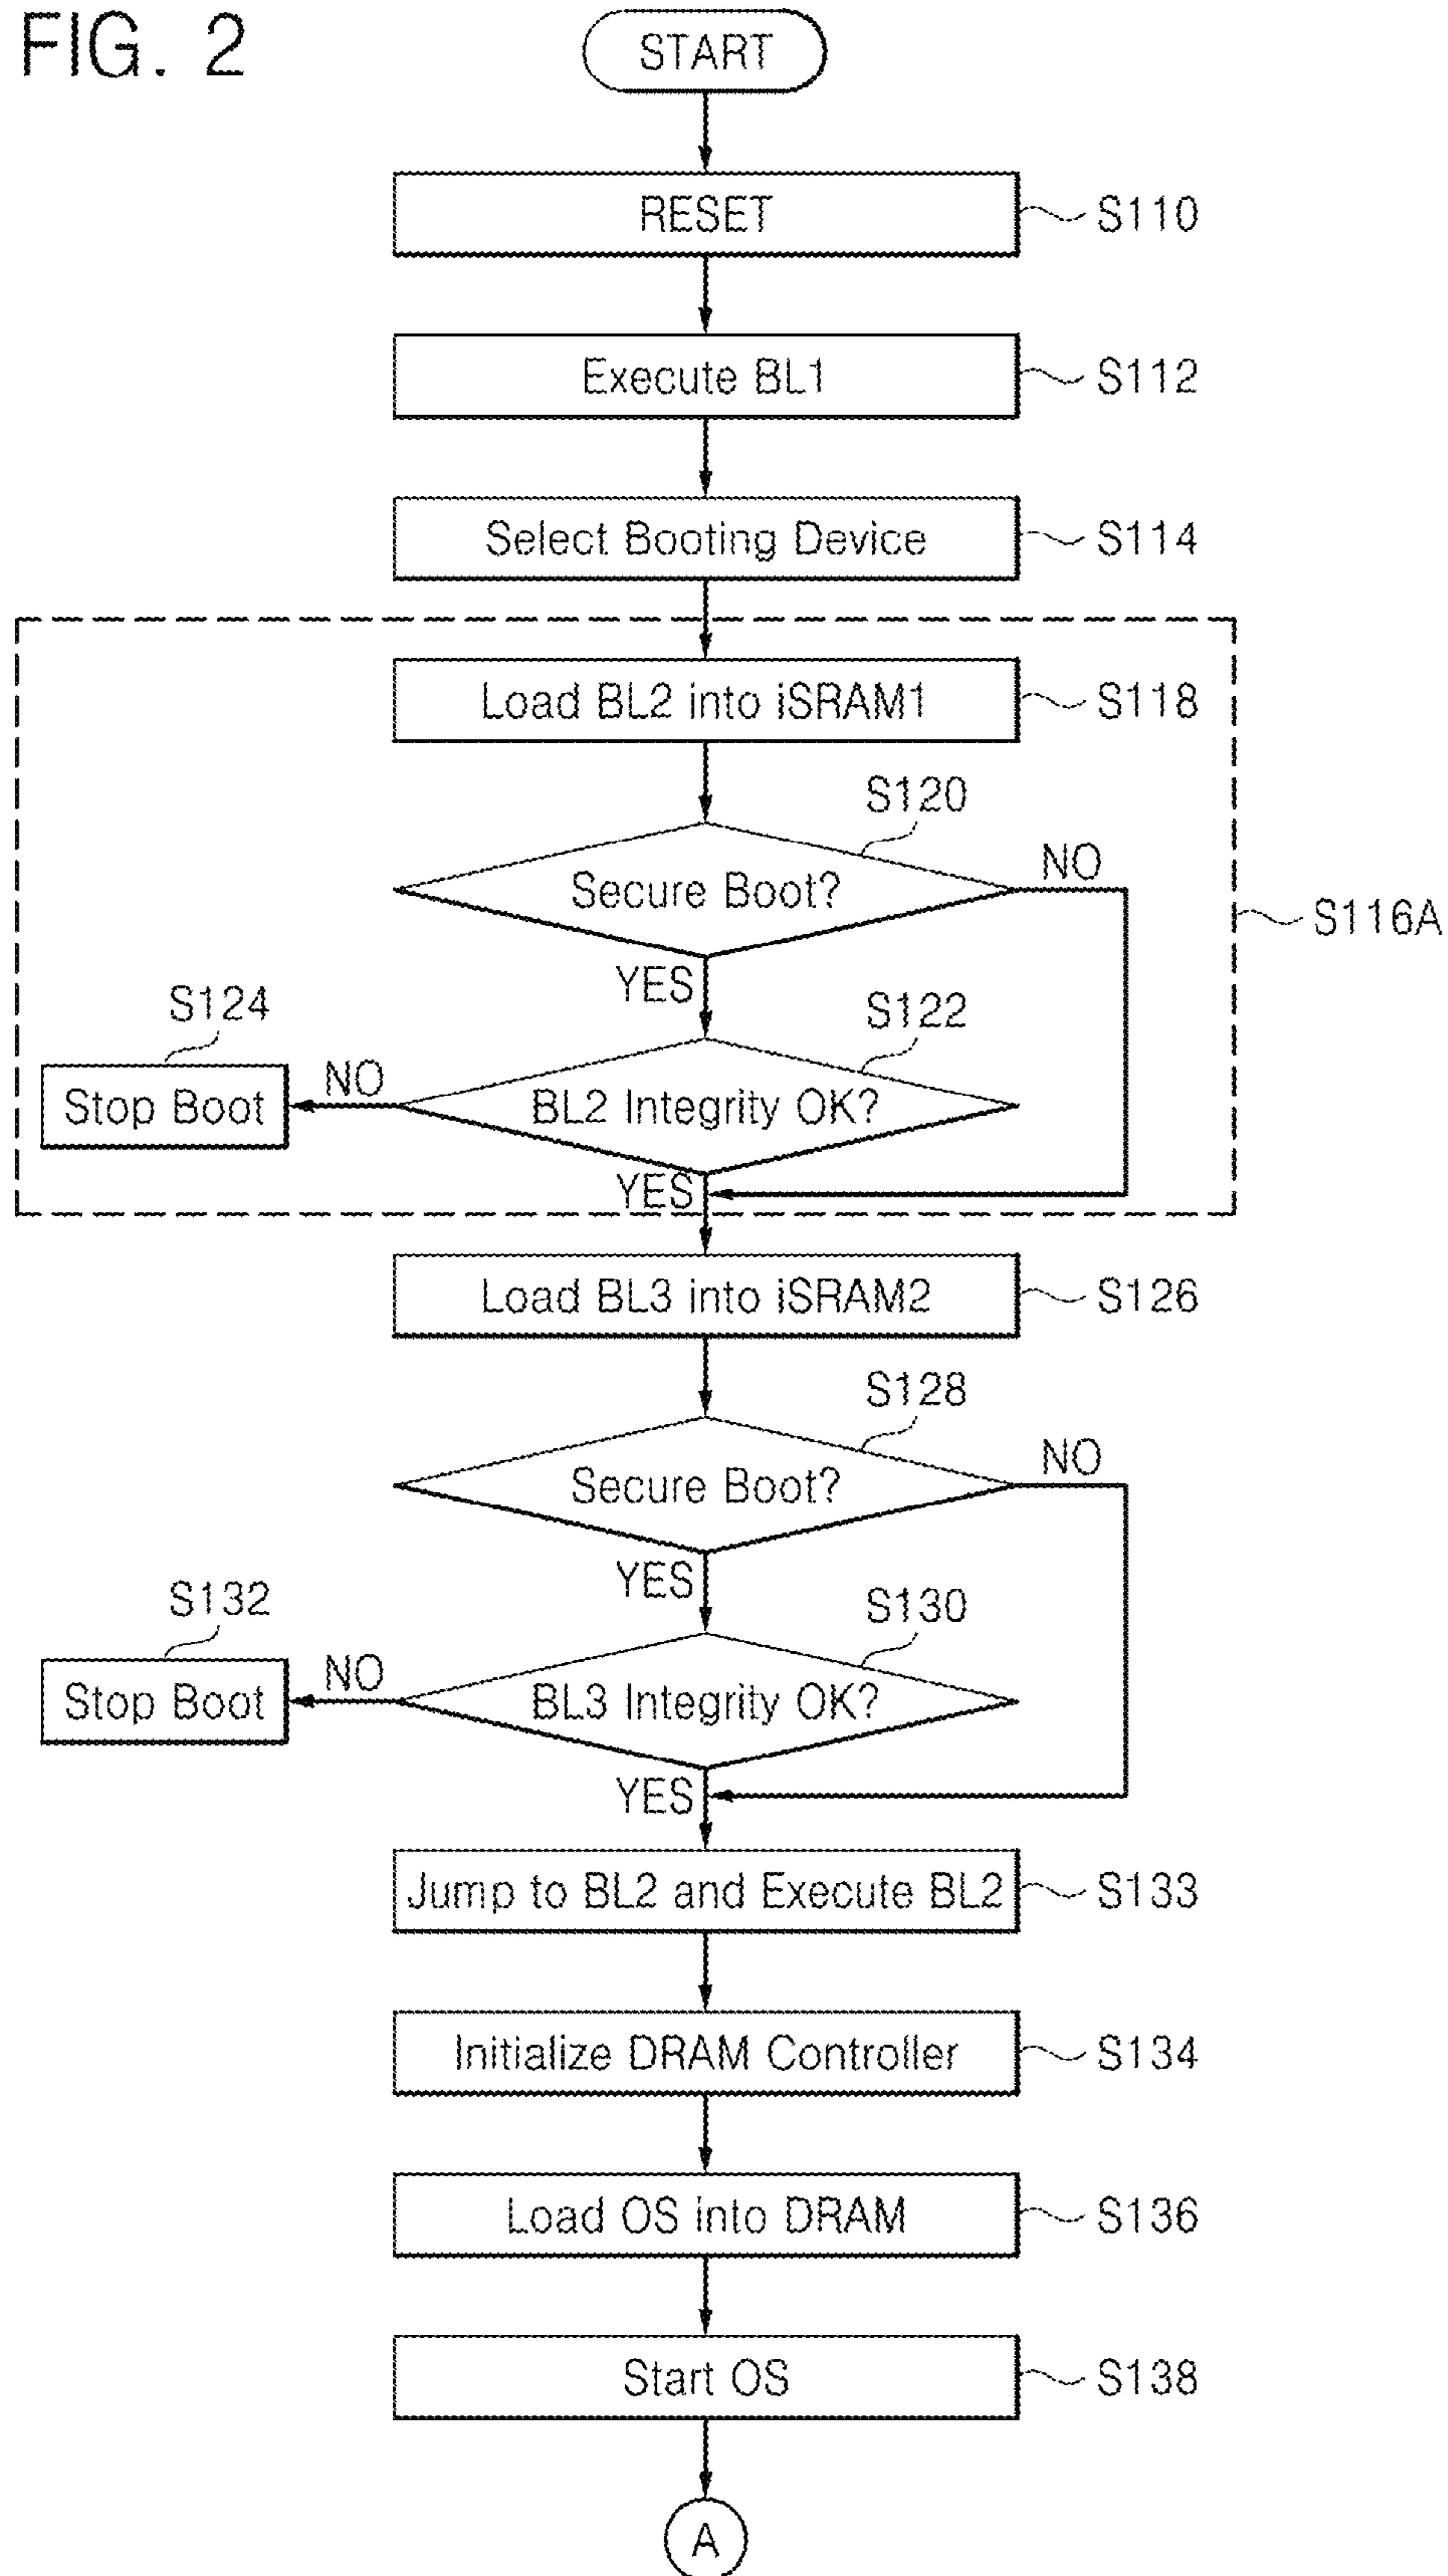 FIG. 2
START
RESET
S110
Execute BL1
S112
Select Booting Device
S114
Load BL2 into iSRAM1
S118
S120
Secure Boot?
NO
S116A
YES
S124
S122
Stop Boot
NO
BL2 Integrity OK?
YES
Load BL3 into iSRAM2
S126
S128
Secure Boot?
NO
YES
S132
S130
Stop Boot
NO
BL3 Integrity OK?
YES
Jump to BL2 and Execute BL2
S133
Initialize DRAM Controller
S134
Load OS into DRAM
S136
Start OS
S138
A